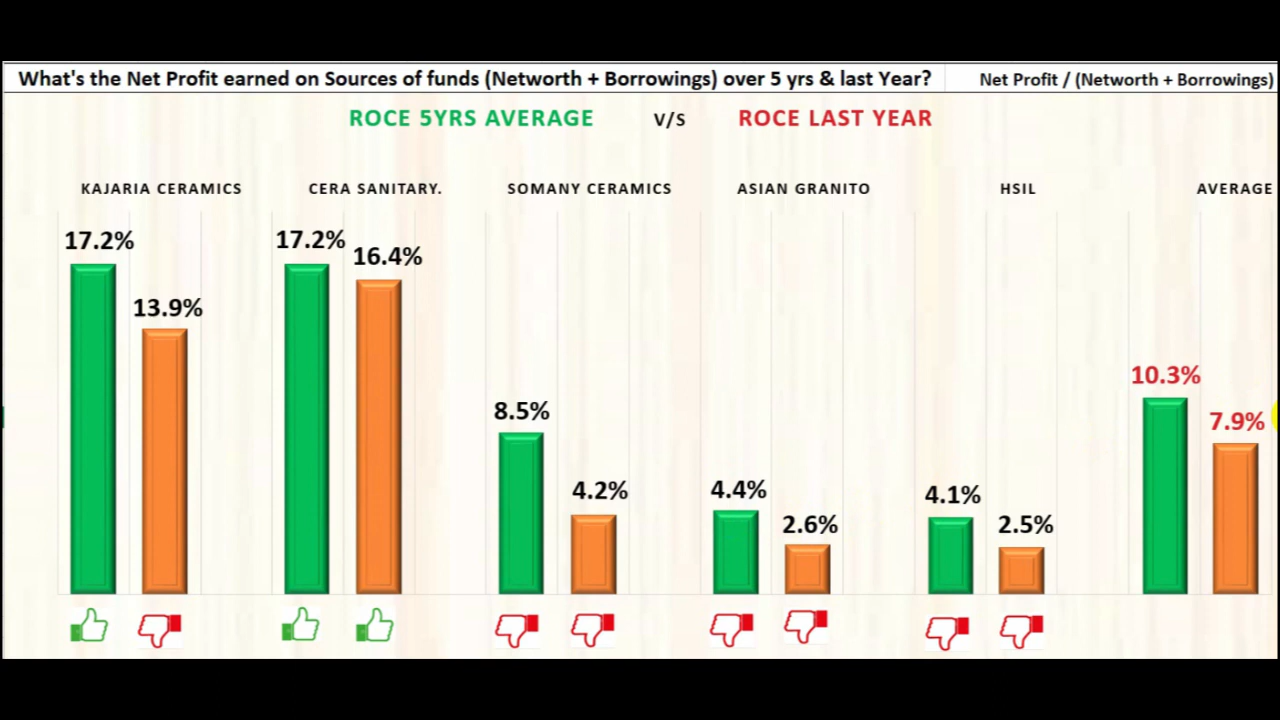 What's the Net Profit earned on Sources of funds (Networth + Borrowings) over 5 yrs & last Year?
Net Profit / (Networth + Borrowings)
ROCE 5YRS AVERAGE V/S ROCE LAST YEAR
KAJARIA CERAMICS
CERA SANITARY.
SOMANY CERAMICS
ASIAN GRANITO
HSIL
AVERAGE
17.2%
13.9%
17.2%
16.4%
8.5%
4.2%
4.4%
2.6%
4.1%
2.5%
10.3%
7.9%